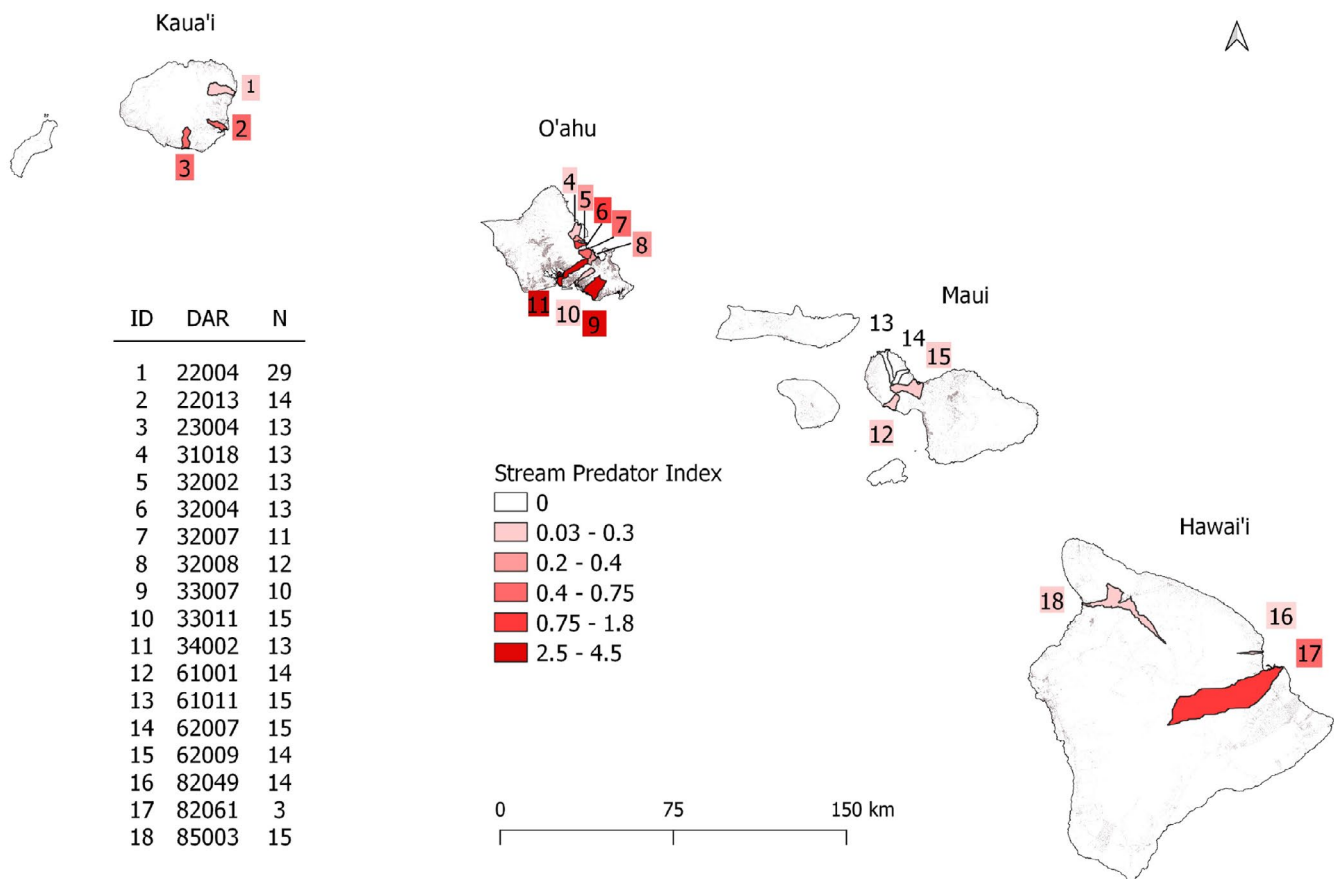 Kaua'i
1
2
3
O'ahu
4
5
6
7
8
11
10
9
Maui
13
14
15
12
ID DAR N
1 22004 29
2 22013 14
3 23004 13
4 31018 13
5 32002 13
6 32004 13
7 32007 11
8 32008 12
9 33007 10
10 33011 15
11 34002 13
12 61001 14
13 61011 15
14 62007 15
15 62009 14
16 82049 14
17 82061 3
18 85003 15
Stream Predator Index
0
0.03 - 0.3
0.2 - 0.4
0.4 - 0.75
0.75 - 1.8
2.5 - 4.5
Hawai'i
18
16
17
0 75 150 km